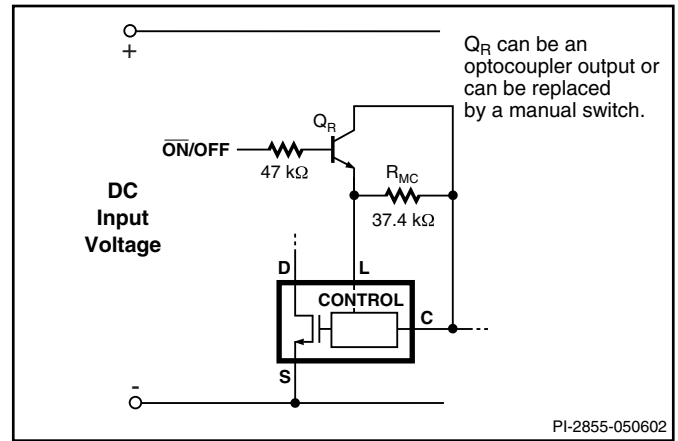 +
Q_R can be an
optocoupler output or
can be replaced
by a manual switch.
Q_R
ON/OFF
47 kΩ
R_MC
37.4 kΩ
DC
Input
Voltage
D
L
CONTROL
C
S
-
PI-2855-050602